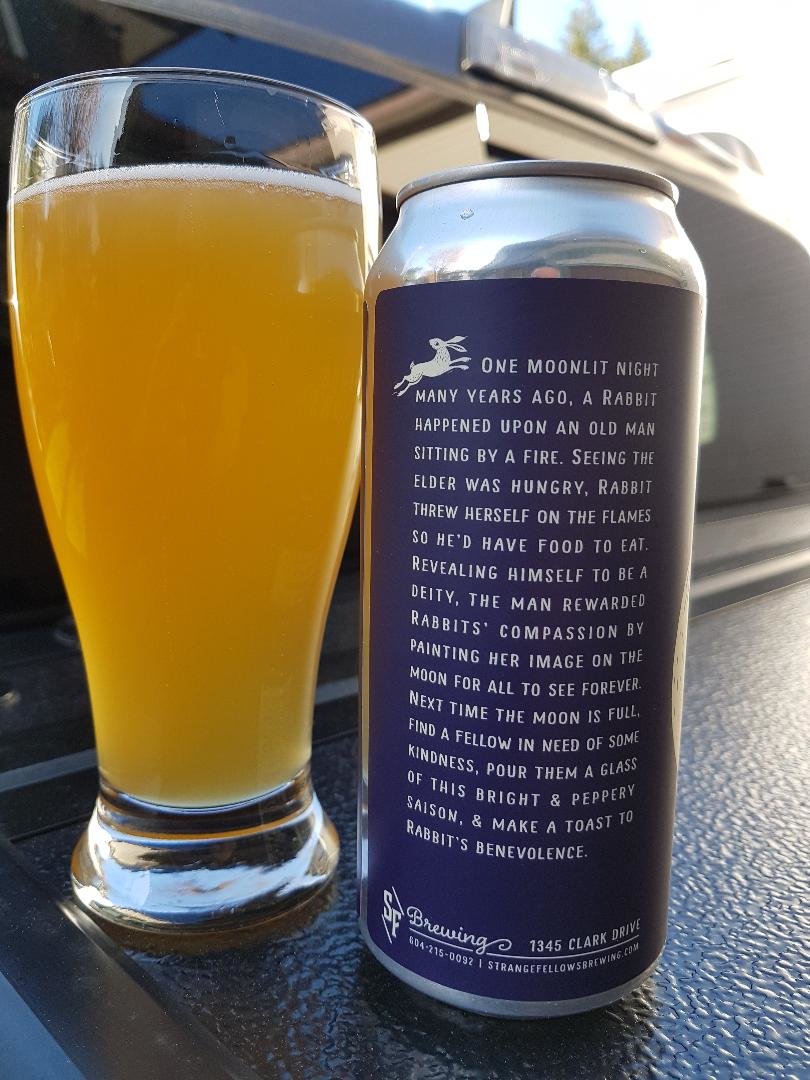 ONE MOONLIT NIGHT
MANY YEARS AGO, A RABBIT
HAPPENED UPON AN OLD MAN
SITTING BY A FIRE. SEEING THE
ELDER WAS HUNGRY, RABBIT
THREW HERSELF ON THE FLAMES
SO HE'D HAVE FOOD TO EAT.
REVEALING HIMSELF TO BE A
DEITY, THE MAN REWARDED
RABBITS' COMPASSION BY
PAINTING HER IMAGE ON THE
MOON FOR ALL TO SEE FOREVER.
NEXT TIME THE MOON IS FULL,
FIND A FELLOW IN NEED OF SOME
KINDNESS, POUR THEM A GLASS
OF THIS BRIGHT & PEPPERY
SAISON, & MAKE A TOAST TO
RABBIT'S BENEVOLENCE.
SF Brewing 1345 CLARK DRIVE
604-215-0092 | STRANGEFELLOWSBREWING.COM